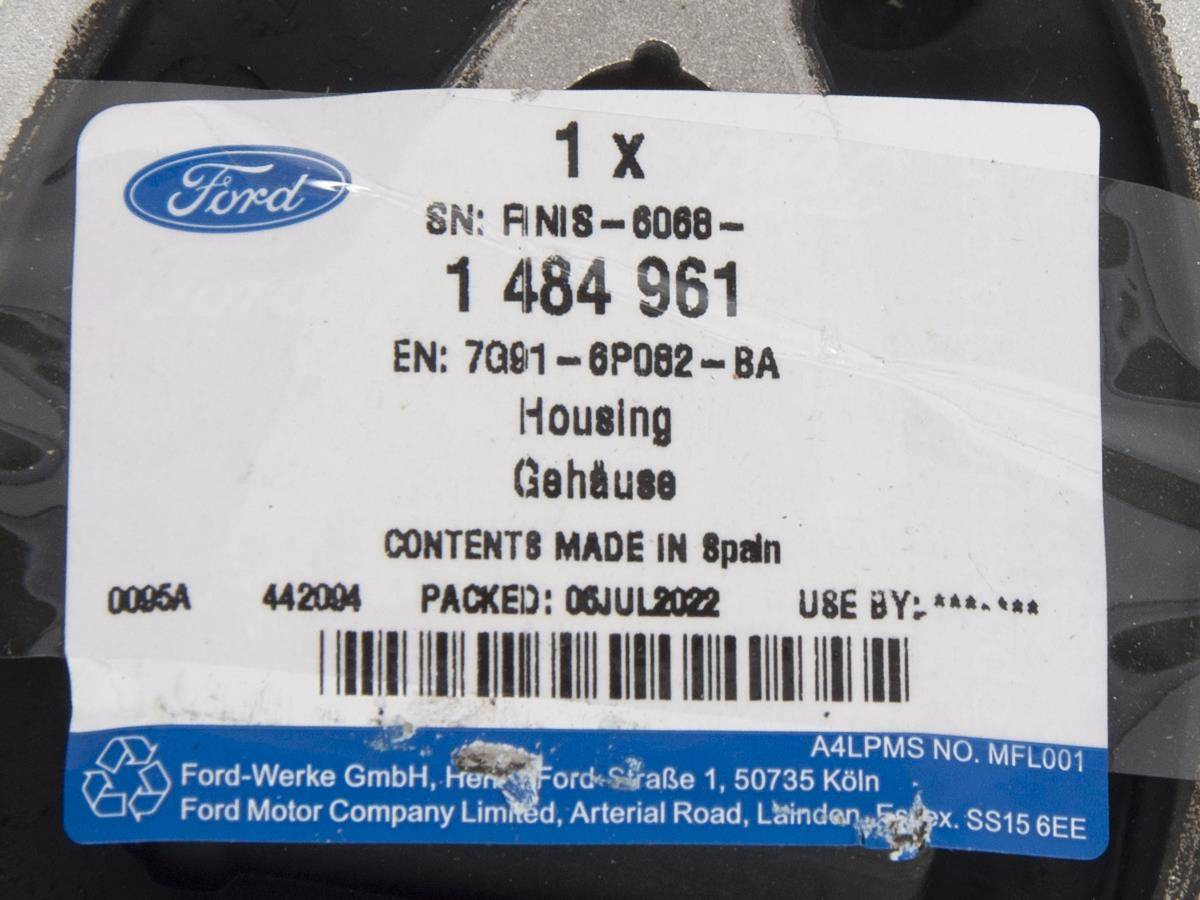 Ford
1 x
SN: FINIS-6068-
1 484 961
EN: 7G91-6P082-BA
Housing
Gehäuse
CONTENTS MADE IN Spain
0095A 442094 PACKED: 06JUL2022 USE BY: ****-***
A4LPMS NO. MFL001
Ford-Werke GmbH, Ford-Straße 1, 50735 Köln
Ford Motor Company Limited, Arterial Road, Laindon, SS15 6EE